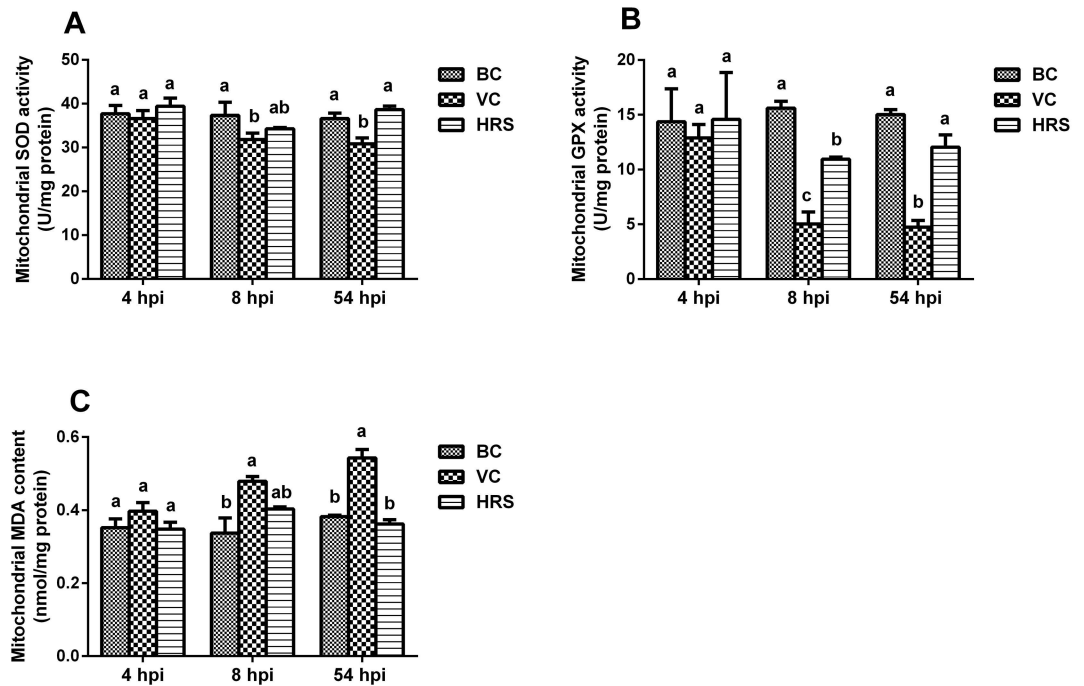 A
Mitochondrial SOD activity
(U/mg protein)
50
40
30
20
10
0
a a a
a b ab
a b a
4 hpi 8 hpi 54 hpi
BC
VC
HRS
B
Mitochondrial GPX activity
(U/mg protein)
20
15
10
5
0
a a a
a c b
a b a
4 hpi 8 hpi 54 hpi
BC
VC
HRS
C
Mitochondrial MDA content
(nmol/mg protein)
0.6
0.4
0.2
0.0
a a a
b a ab
b a b
4 hpi 8 hpi 54 hpi
BC
VC
HRS